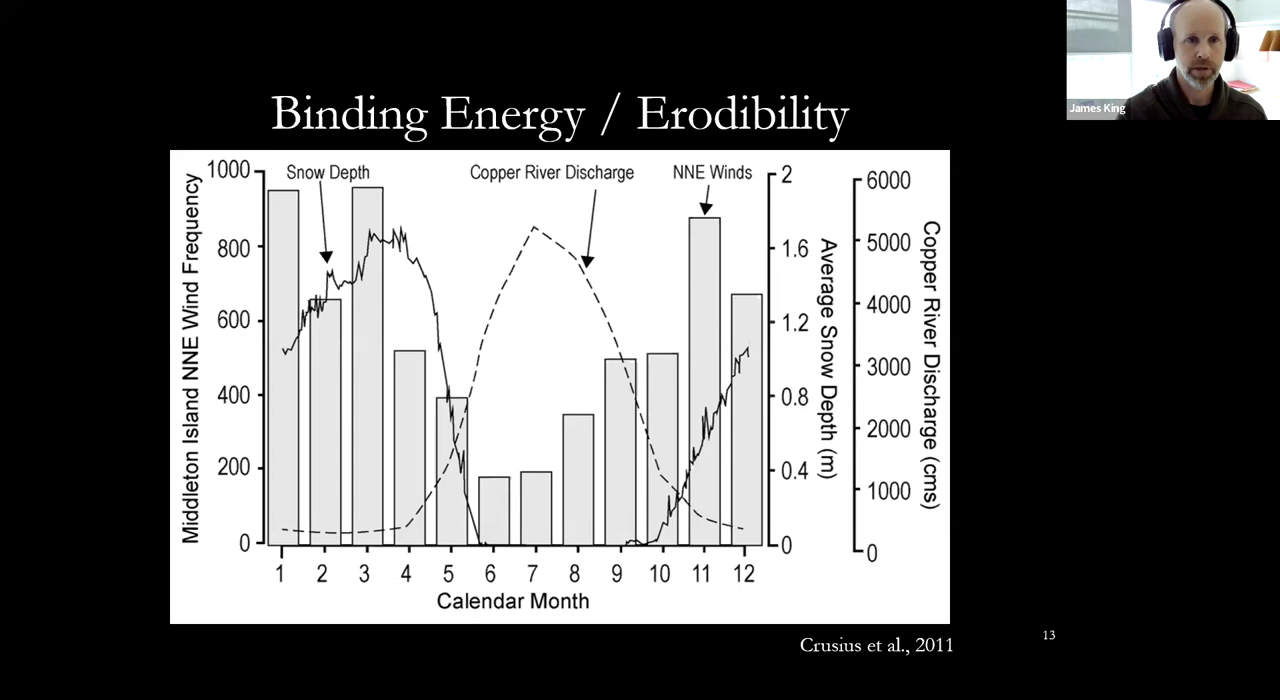 James King
Binding Energy / Erodibility
Snow Depth
Copper River Discharge
NNE Winds
Middleton Island NNE Wind Frequency
1000
800
600
400
200
0
2
1.6
1.2
0.8
0.4
0
Average Snow Depth (m)
6000
5000
4000
3000
2000
1000
0
Copper River Discharge (cms)
1 2 3 4 5 6 7 8 9 10 11 12
Calendar Month
Crusius et al., 2011
13